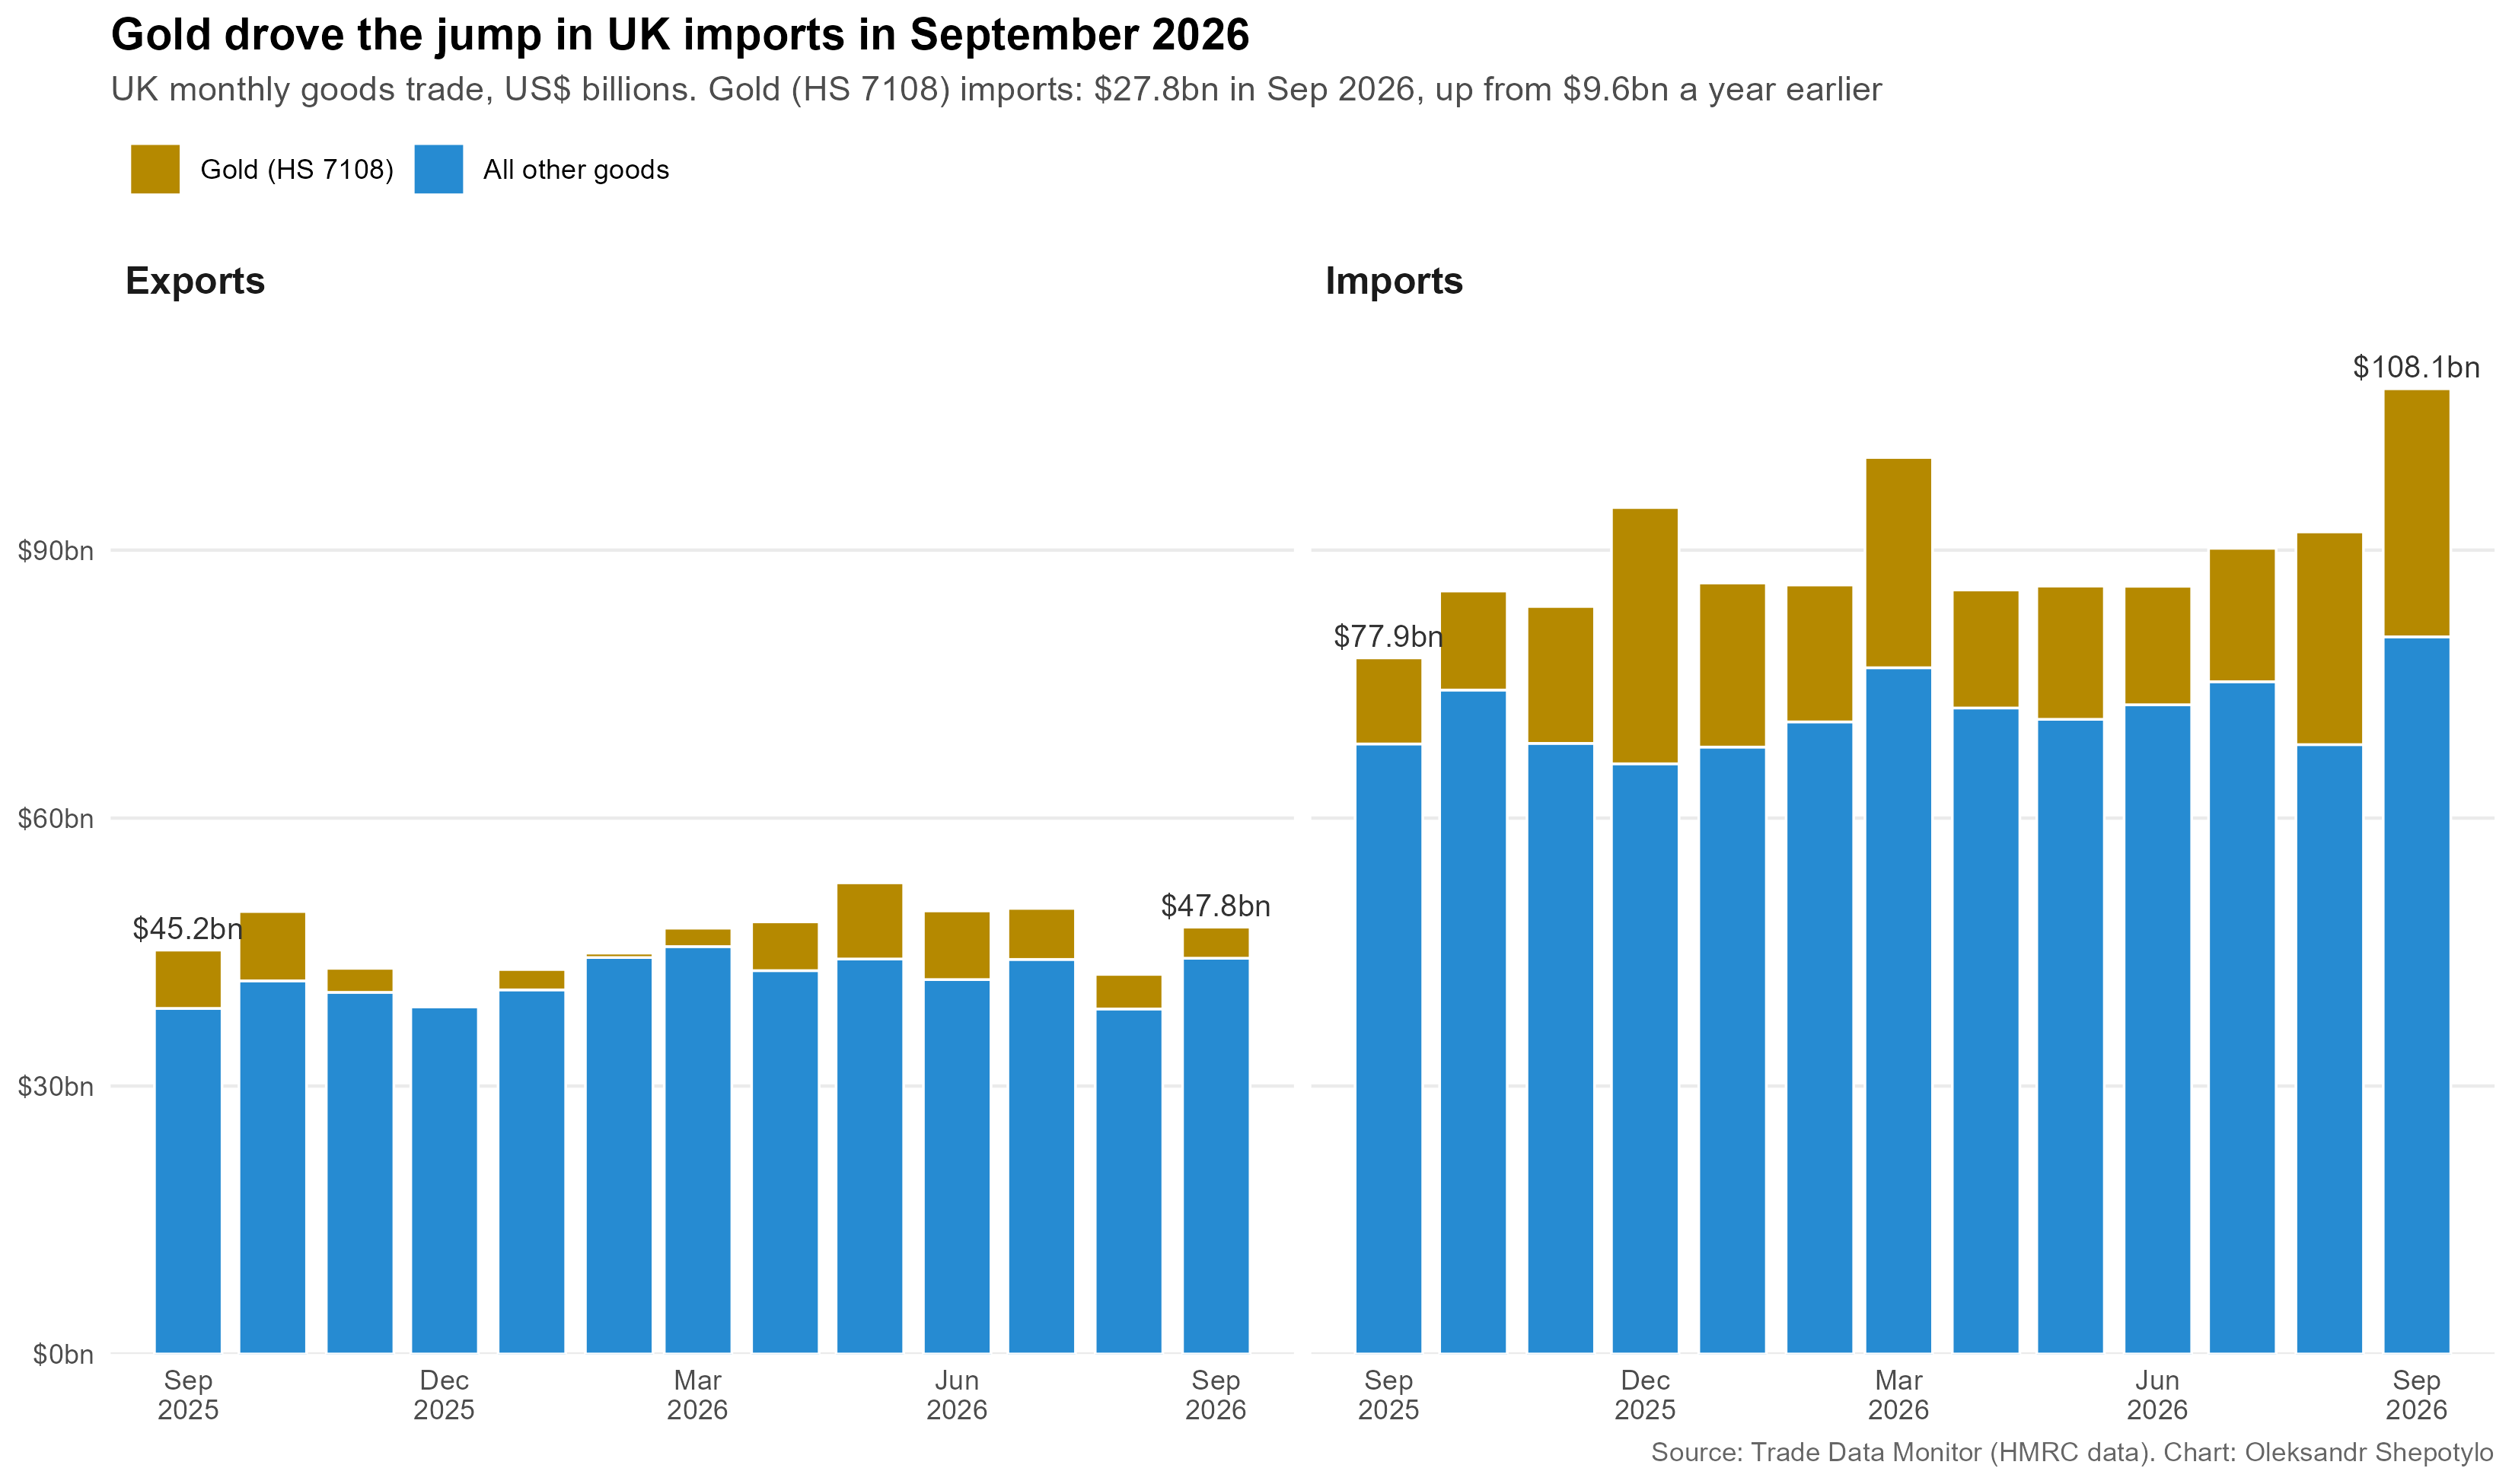 Gold drove the jump in UK imports in September 2026
UK monthly goods trade, US$ billions. Gold (HS 7108) imports: $27.8bn in Sep 2026, up from $9.6bn a year earlier
Gold (HS 7108)
All other goods
Exports
Imports
$108.1bn
$90bn
$77.9bn
$60bn
$45.2bn
$47.8bn
$30bn
$0bn
Sep
2025
Dec
2025
Mar
2026
Jun
2026
Sep
2026
Sep
2025
Dec
2025
Mar
2026
Jun
2026
Sep
2026
Source: Trade Data Monitor (HMRC data). Chart: Oleksandr Shepotylo